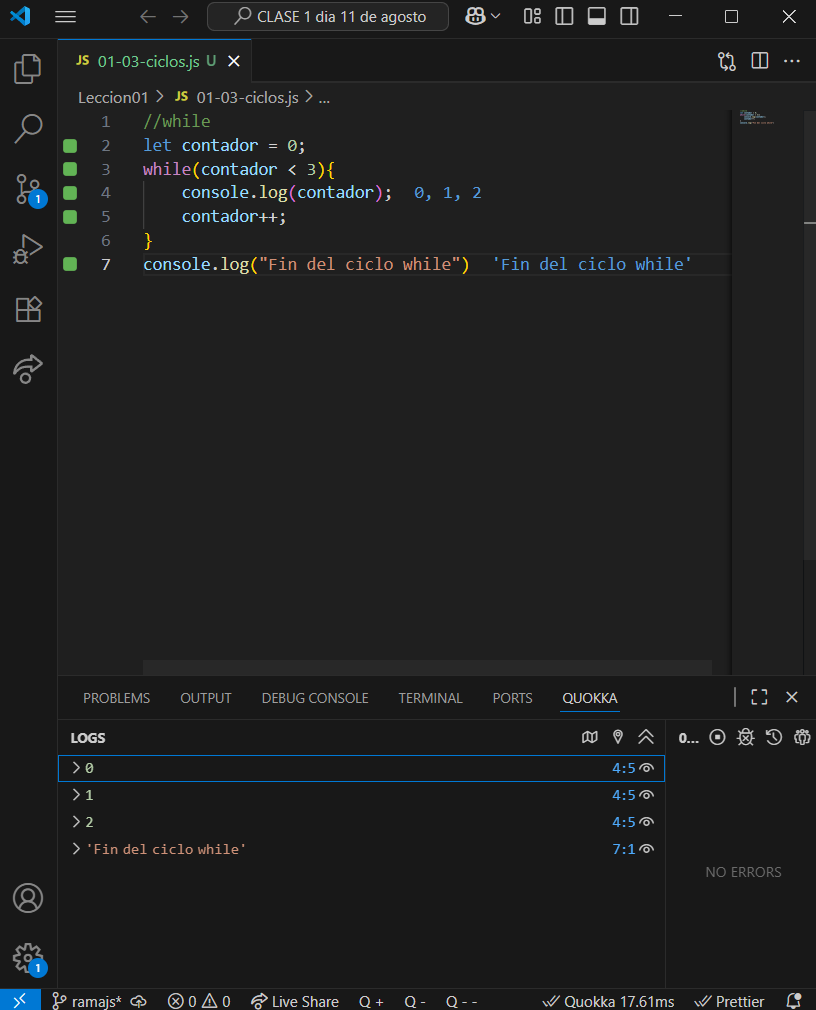 CLASE 1 dia 11 de agosto
JS 01-03-ciclos.js U
Leccion01 > JS 01-03-ciclos.js > ...
1 //while
2 let contador = 0;
3 while(contador < 3){
4 console.log(contador); 0, 1, 2
5 contador++;
6 }
7 console.log("Fin del ciclo while") 'Fin del ciclo while'
1
PROBLEMS OUTPUT DEBUG CONSOLE TERMINAL PORTS QUOKKA
LOGS 0...
0 4:5
1 4:5
2 4:5
'Fin del ciclo while' 7:1
NO ERRORS
1
ramajs* 0 0 Live Share Q + Q - Q - - Quokka 17.61ms Prettier